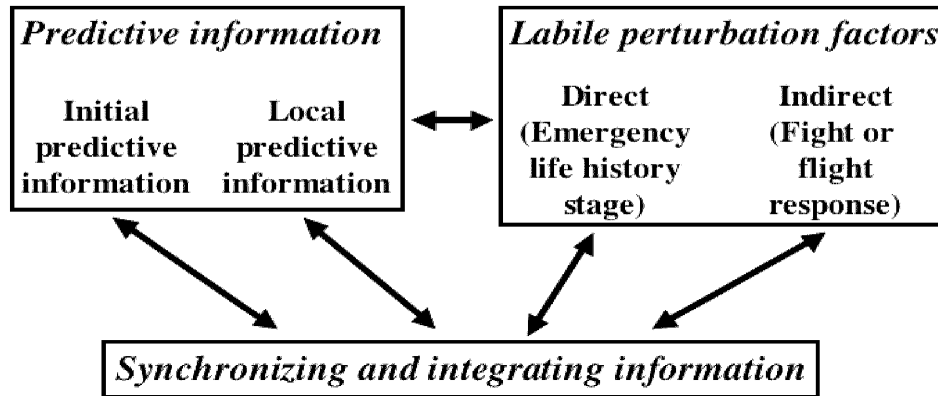 Predictive information
Initial
predictive
information
Local
predictive
information
Labile perturbation factors
Direct
(Emergency
life history
stage)
Indirect
(Fight or
flight
response)
Synchronizing and integrating information